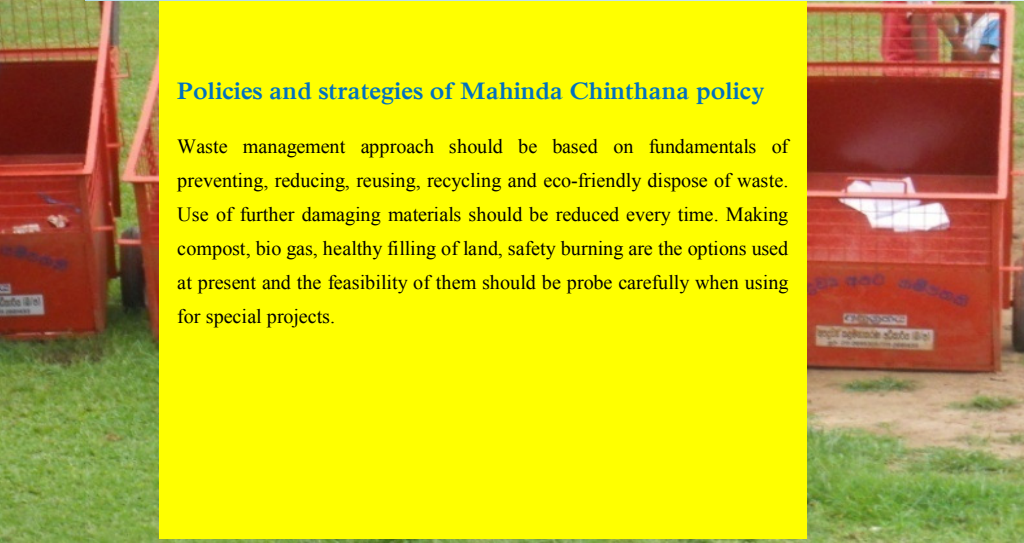 Policies and strategies of Mahinda Chinthana policy
Waste management approach should be based on fundamentals of
preventing, reducing, reusing, recycling and eco-friendly dispose of waste.
Use of further damaging materials should be reduced every time. Making
compost, bio gas, healthy filling of land, safety burning are the options used
at present and the feasibility of them should be probe carefully when using
for special projects.